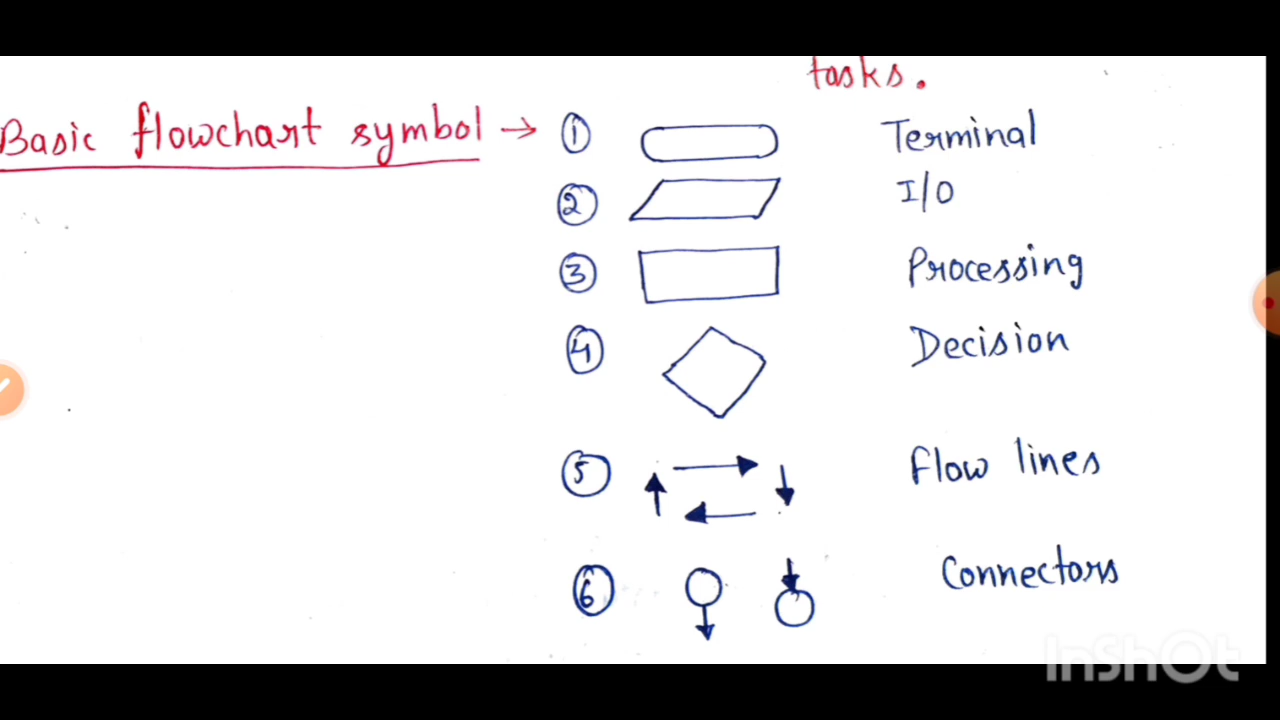 tasks.
Basic flowchart symbol → ① Terminal
② I/O
③ Processing
④ Decision
⑤ Flow lines
⑥ Connectors
InShOt